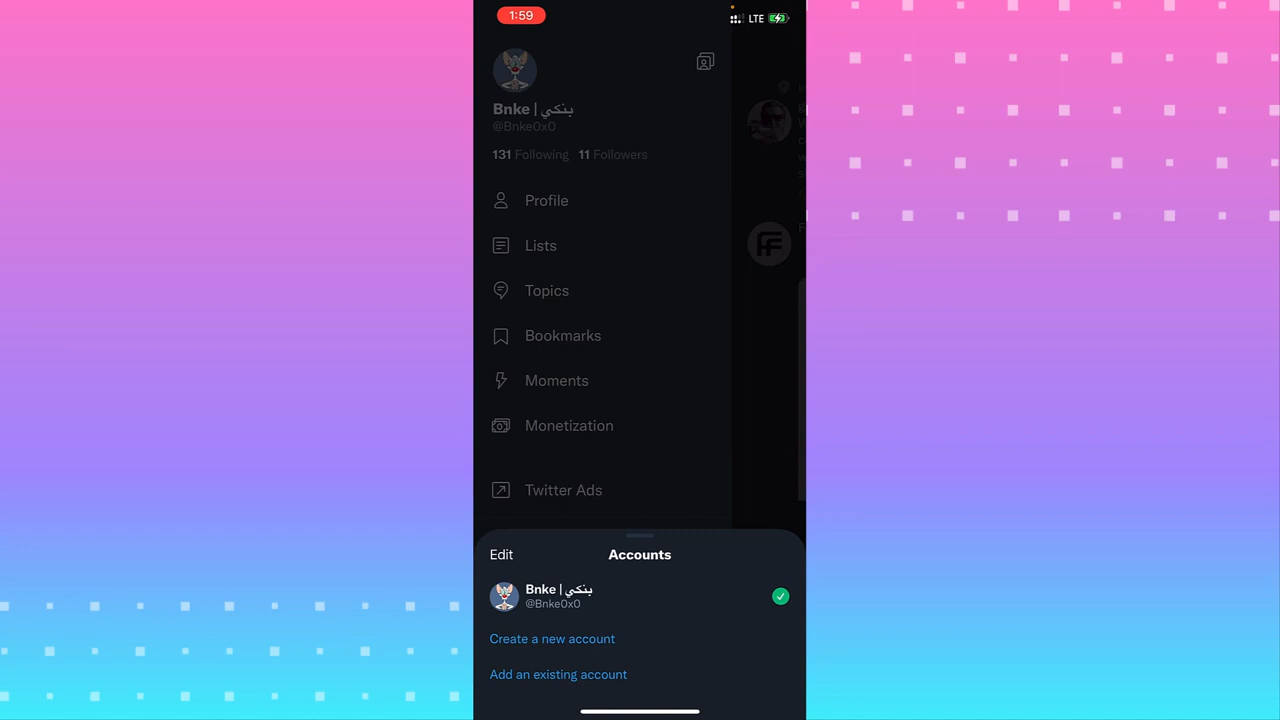 1:59
LTE
Bnke | بنكي
@Bnke0x0
131 Following 11 Followers
Profile
Lists
Topics
Bookmarks
Moments
Monetization
Twitter Ads
Edit
Accounts
Bnke | بنكي
@Bnke0x0
Create a new account
Add an existing account